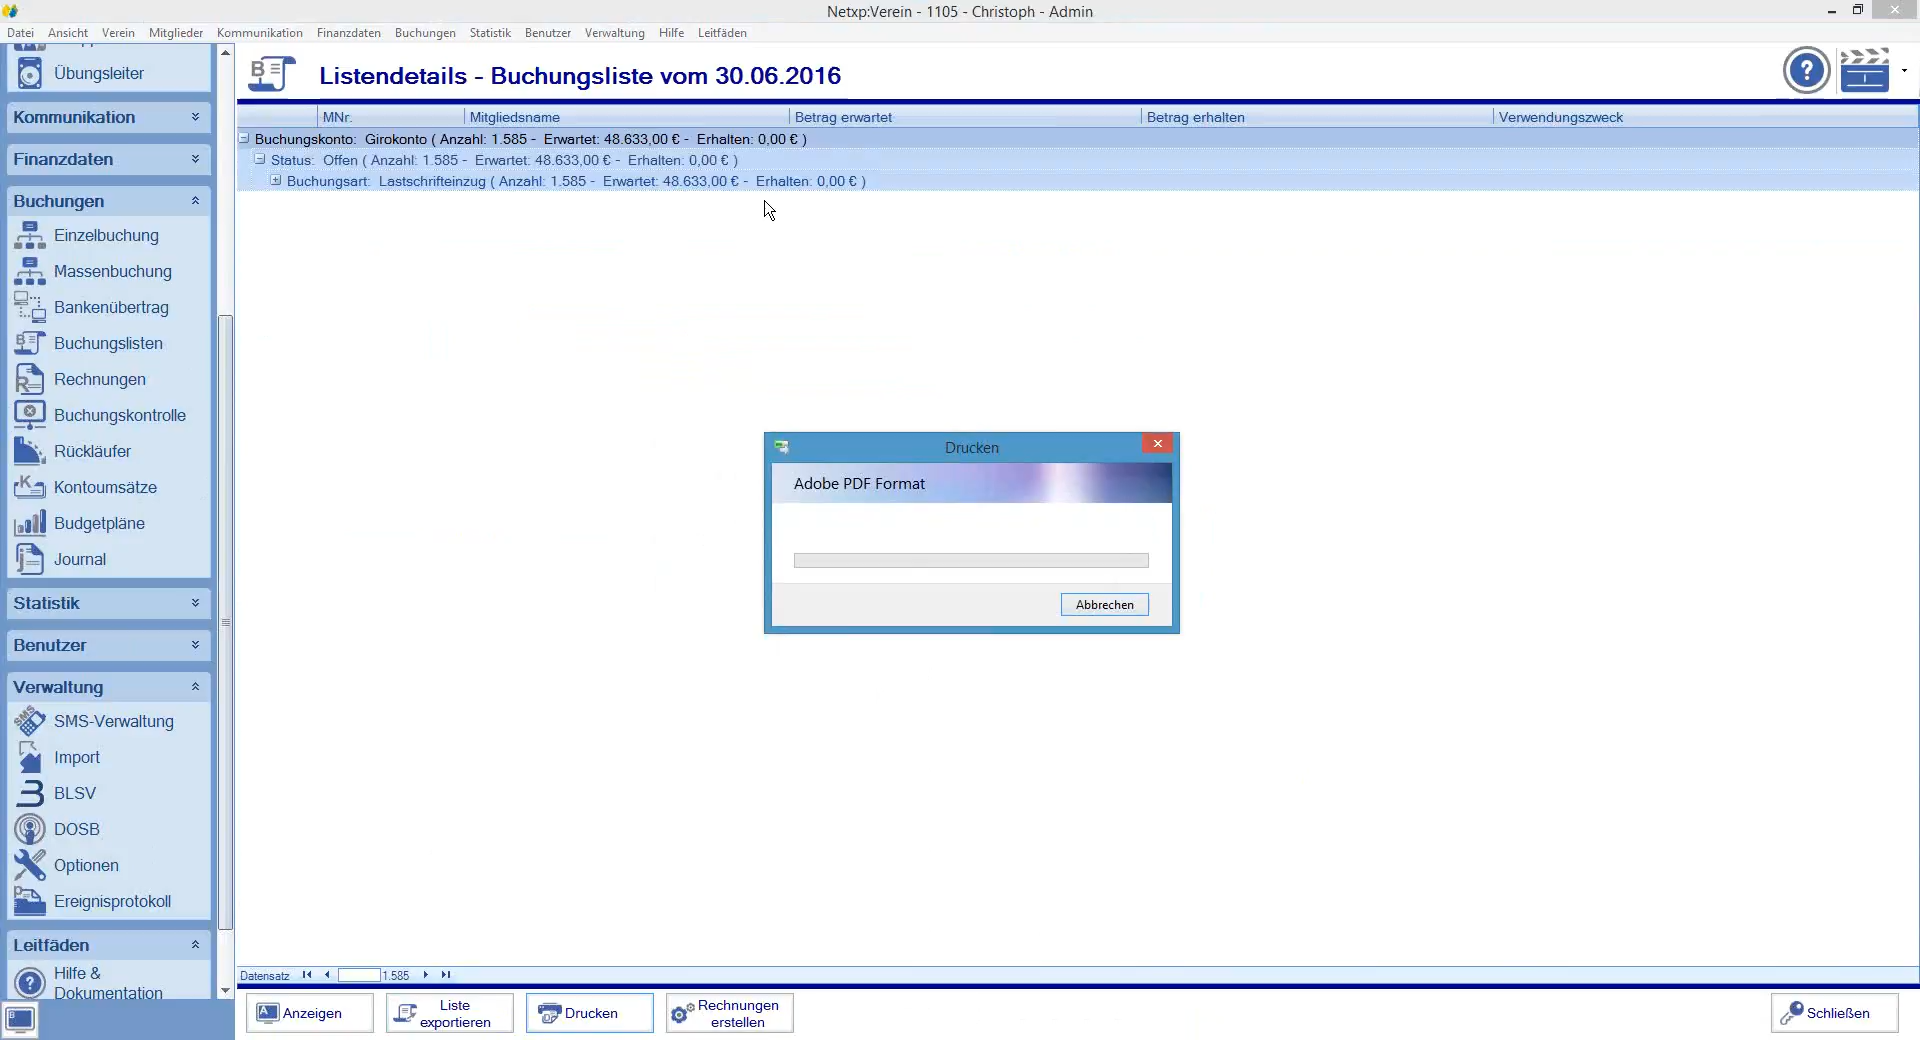 Netxp:Verein - 1105 - Christoph - Admin
Datei Ansicht Verein Mitglieder Kommunikation Finanzdaten Buchungen Statistik Benutzer Verwaltung Hilfe Leitfäden
Übungsleiter
Kommunikation
Finanzdaten
Buchungen
Einzelbuchung
Massenbuchung
Bankenübertrag
Buchungslisten
Rechnungen
Buchungskontrolle
Rückläufer
Kontoumsätze
Budgetpläne
Journal
Statistik
Benutzer
Verwaltung
SMS-Verwaltung
Import
BLSV
DOSB
Optionen
Ereignisprotokoll
Leitfäden
Hilfe &
Dokumentation
Listendetails - Buchungsliste vom 30.06.2016
MNr. Mitgliedsname Betrag erwartet Betrag erhalten Verwendungszweck
Buchungskonto: Girokonto ( Anzahl: 1.585 - Erwartet: 48.633,00 € - Erhalten: 0,00 € )
Status: Offen ( Anzahl: 1.585 - Erwartet: 48.633,00 € - Erhalten: 0,00 € )
Buchungsart: Lastschrifteinzug ( Anzahl: 1.585 - Erwartet: 48.633,00 € - Erhalten: 0,00 € )
Drucken
Adobe PDF Format
Abbrechen
Datensatz 1.585
Anzeigen
Liste
exportieren
Drucken
Rechnungen
erstellen
Schließen